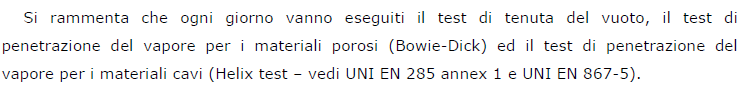 Si rammenta che ogni giorno vanno eseguiti il test di tenuta del vuoto, il test di
penetrazione del vapore per i materiali porosi (Bowie-Dick) ed il test di penetrazione del
vapore per i materiali cavi (Helix test – vedi UNI EN 285 annex 1 e UNI EN 867-5).